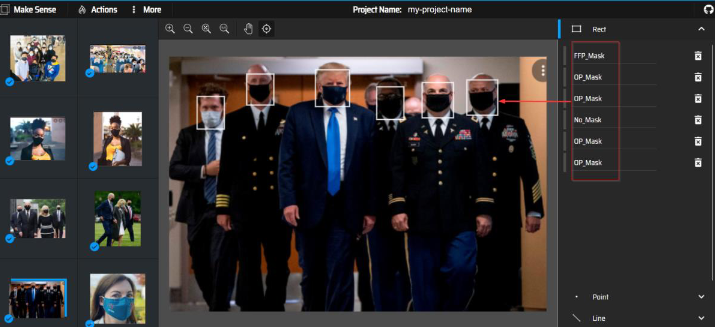 Make Sense Actions More Project Name: my-project-name
Rect
FFP_Mask
OP_Mask
OP_Mask
No_Mask
OP_Mask
OP_Mask
Point
Line